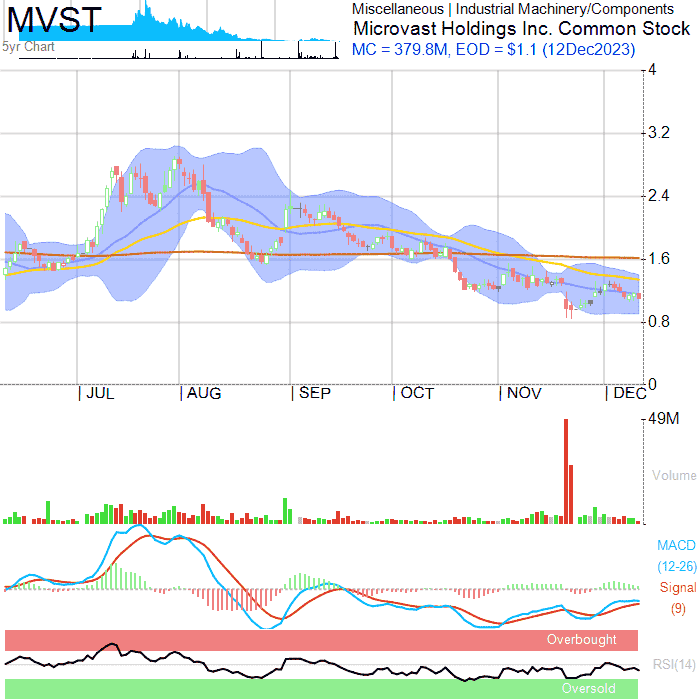 MVST
5yr Chart
Miscellaneous | Industrial Machinery/Components
Microvast Holdings Inc. Common Stock
MC = 379.8M, EOD = $1.1 (12Dec2023)
4
3.2
2.4
1.6
0.8
0
JUL AUG SEP OCT NOV DEC
49M
Volume
MACD
(12-26)
Signal
(9)
Overbought
RSI(14)
Oversold